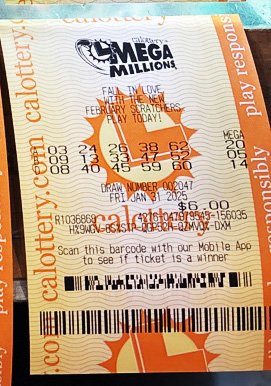 calottery
MEGA
MILLIONS
FALL IN LOVE
WITH THE NEW
FEBRUARY SCRATCHERS
PLAY TODAY!
MEGA
03 24 26 38 62 20
09 13 33 47 52 05
08 40 45 59 60 14
DRAW NUMBER 002047
FRI JAN 31 2025
$6.00
Scan this barcode with our Mobile App
to see if ticket is a winner
calottery
calottery.com
calottery.com
play responsibly